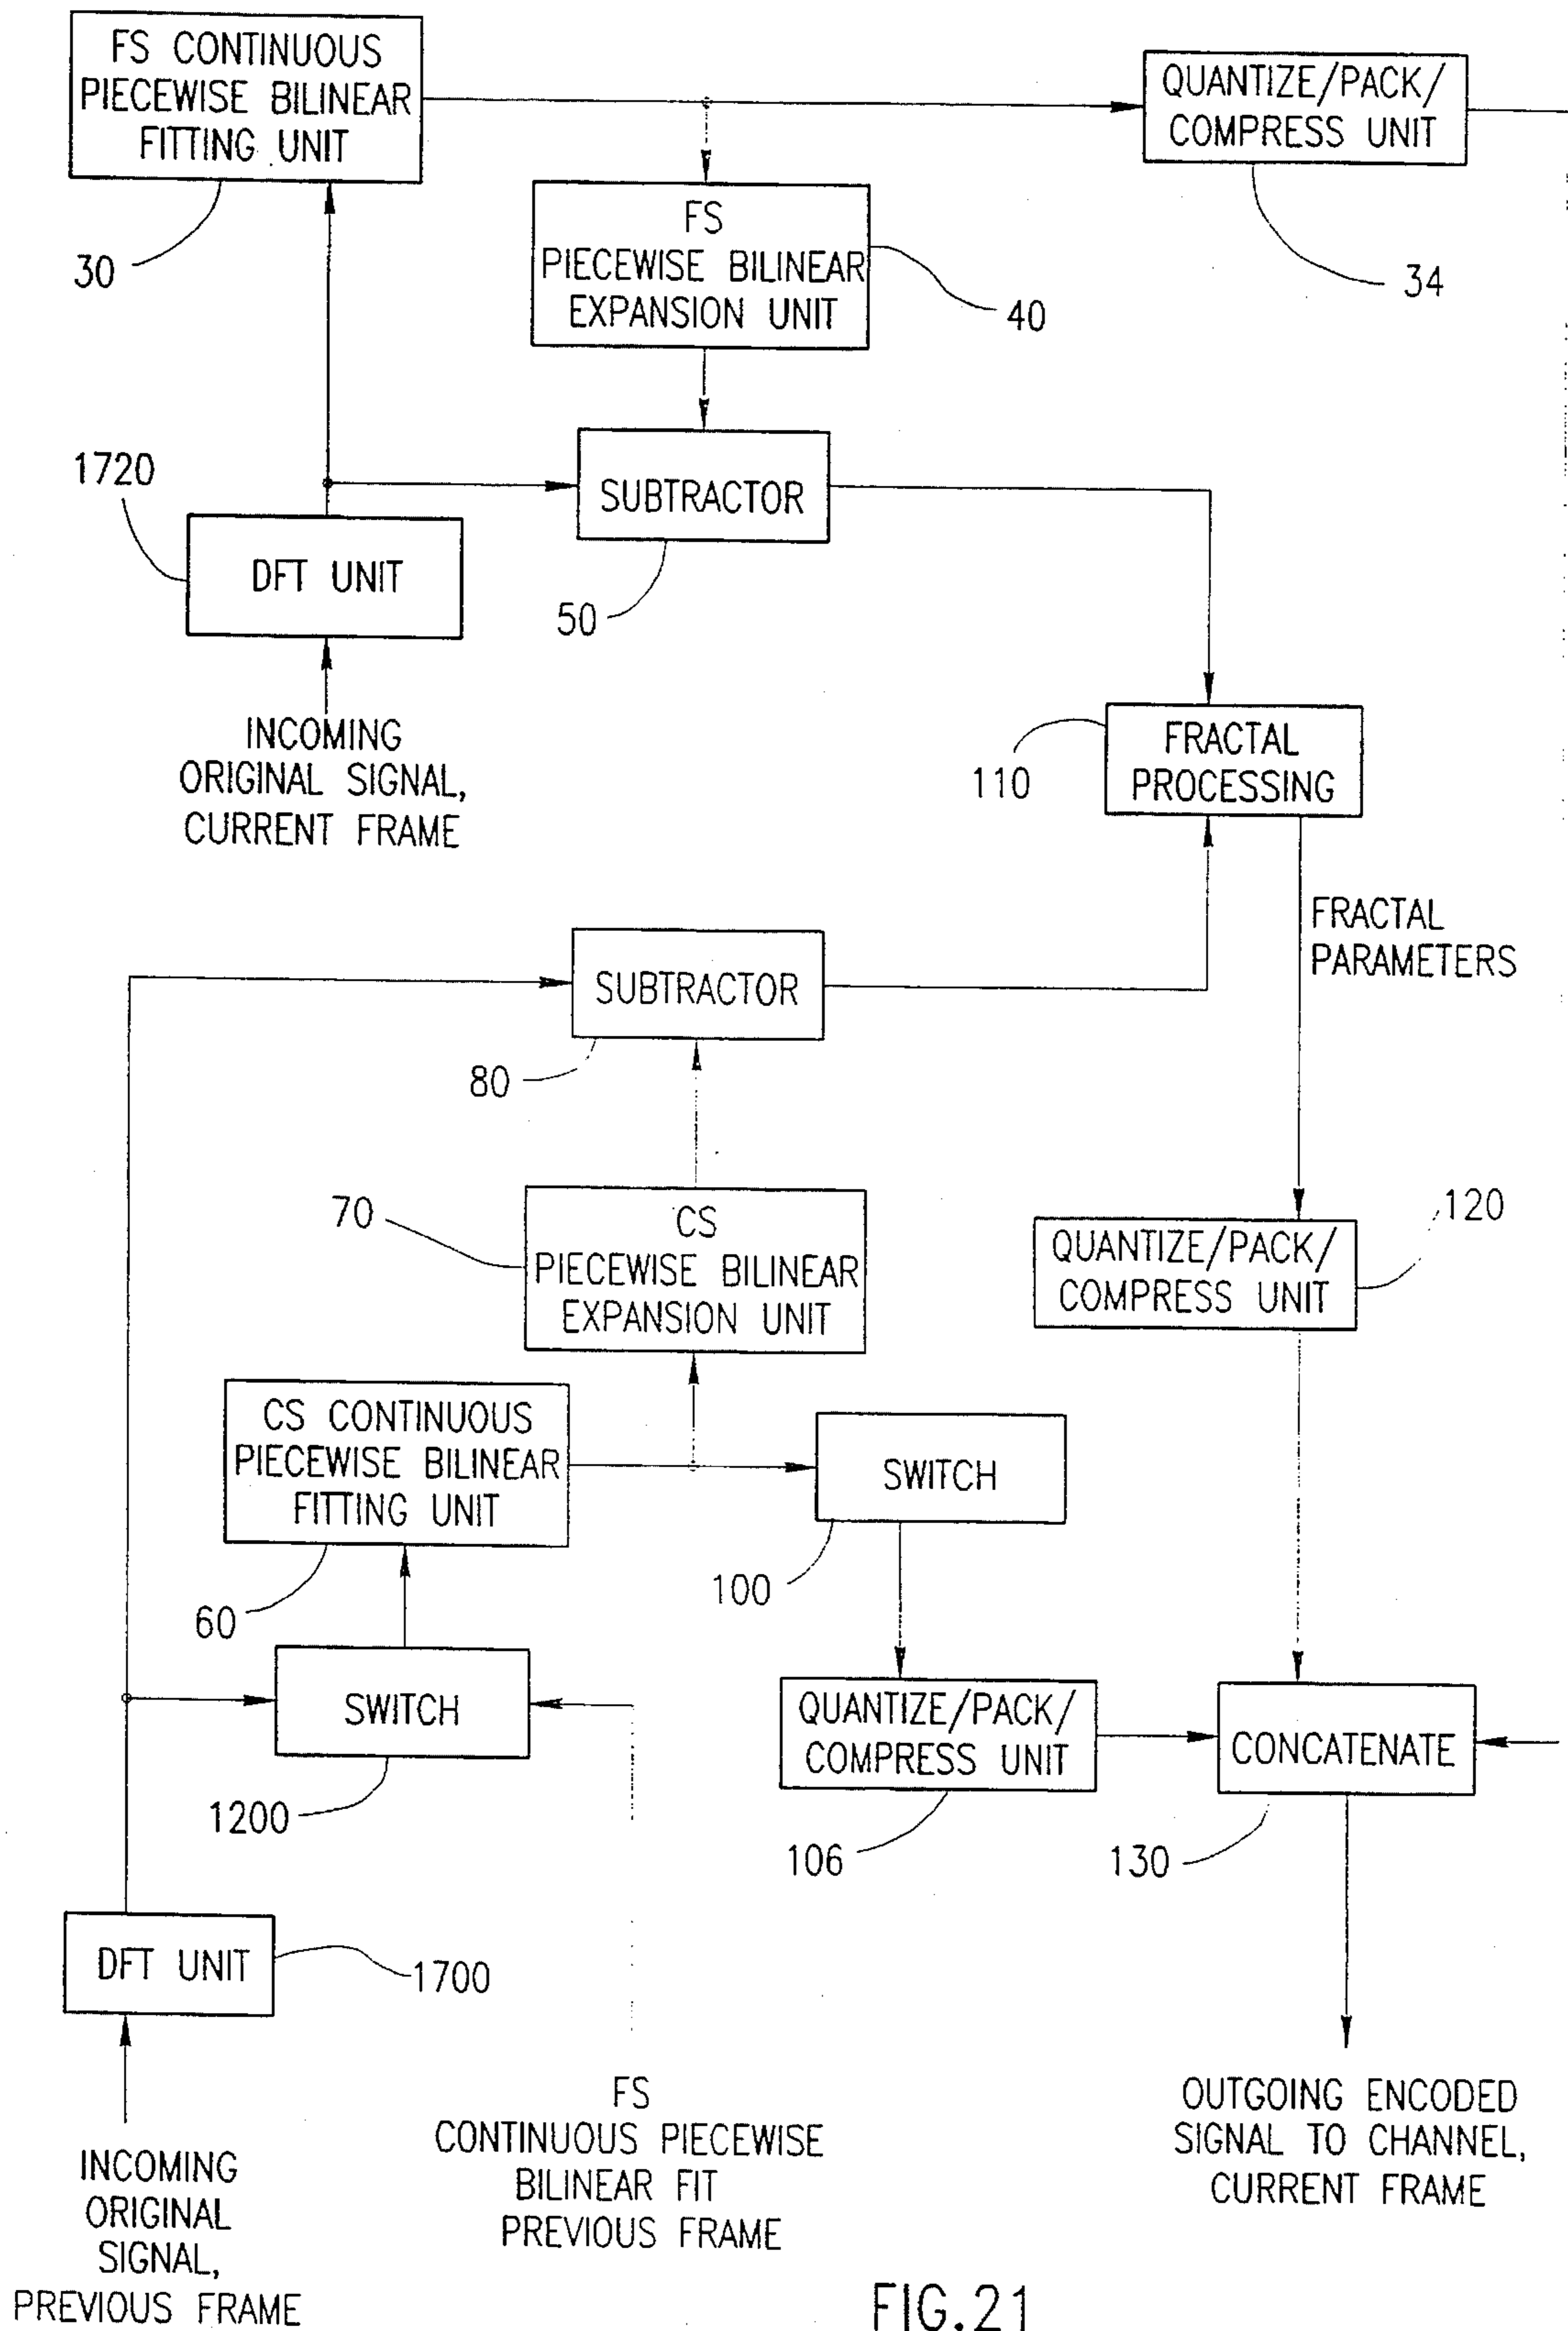 FS CONTINUOUS
PIECEWISE BILINEAR
FITTING UNIT
30
QUANTIZE/PACK/
COMPRESS UNIT
34
FS
PIECEWISE BILINEAR
EXPANSION UNIT
40
1720
DFT UNIT
SUBTRACTOR
50
INCOMING
ORIGINAL SIGNAL,
CURRENT FRAME
110
FRACTAL
PROCESSING
FRACTAL
PARAMETERS
SUBTRACTOR
80
70
CS
PIECEWISE BILINEAR
EXPANSION UNIT
120
QUANTIZE/PACK/
COMPRESS UNIT
CS CONTINUOUS
PIECEWISE BILINEAR
FITTING UNIT
60
SWITCH
100
SWITCH
1200
QUANTIZE/PACK/
COMPRESS UNIT
106
CONCATENATE
130
DFT UNIT
1700
INCOMING
ORIGINAL
SIGNAL,
PREVIOUS FRAME
FS
CONTINUOUS PIECEWISE
BILINEAR FIT
PREVIOUS FRAME
OUTGOING ENCODED
SIGNAL TO CHANNEL,
CURRENT FRAME
FIG.21